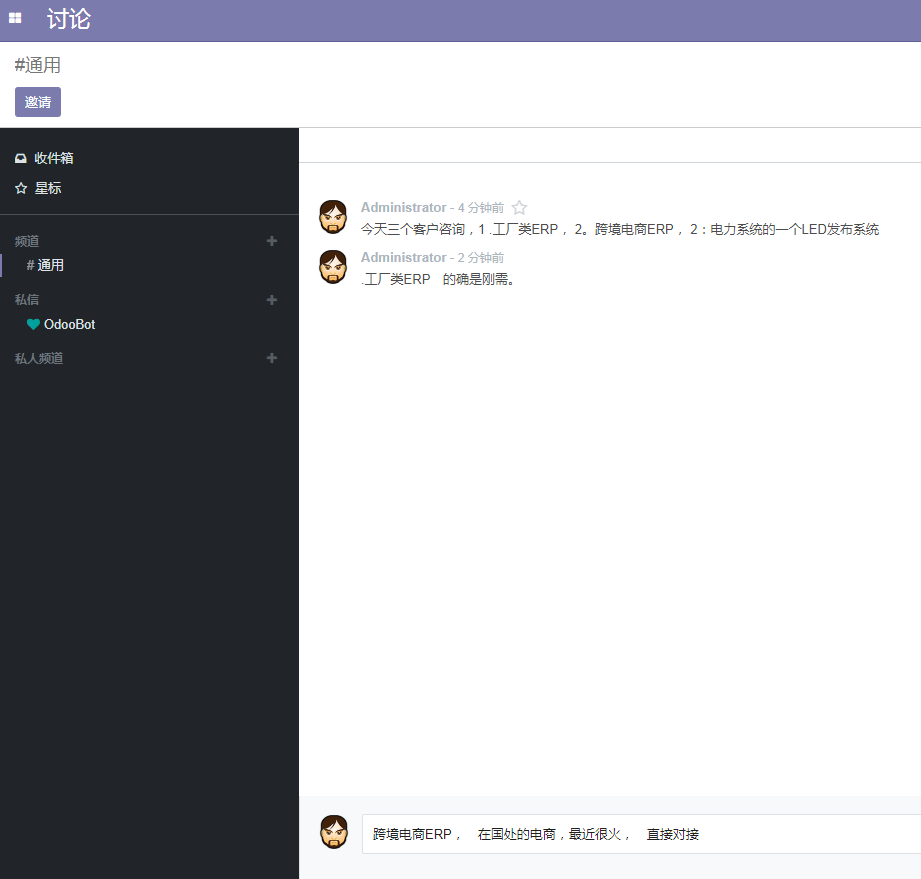 讨论
#通用
邀请
收件箱
星标
频道
# 通用
私信
OdooBot
私人频道
Administrator - 4 分钟前
今天三个客户咨询，1 .工厂类ERP ，2。跨境电商ERP ，2：电力系统的一个LED发布系统
Administrator - 2 分钟前
.工厂类ERP 的确是刚需。
跨境电商ERP ， 在国处的电商，最近很火， 直接对接